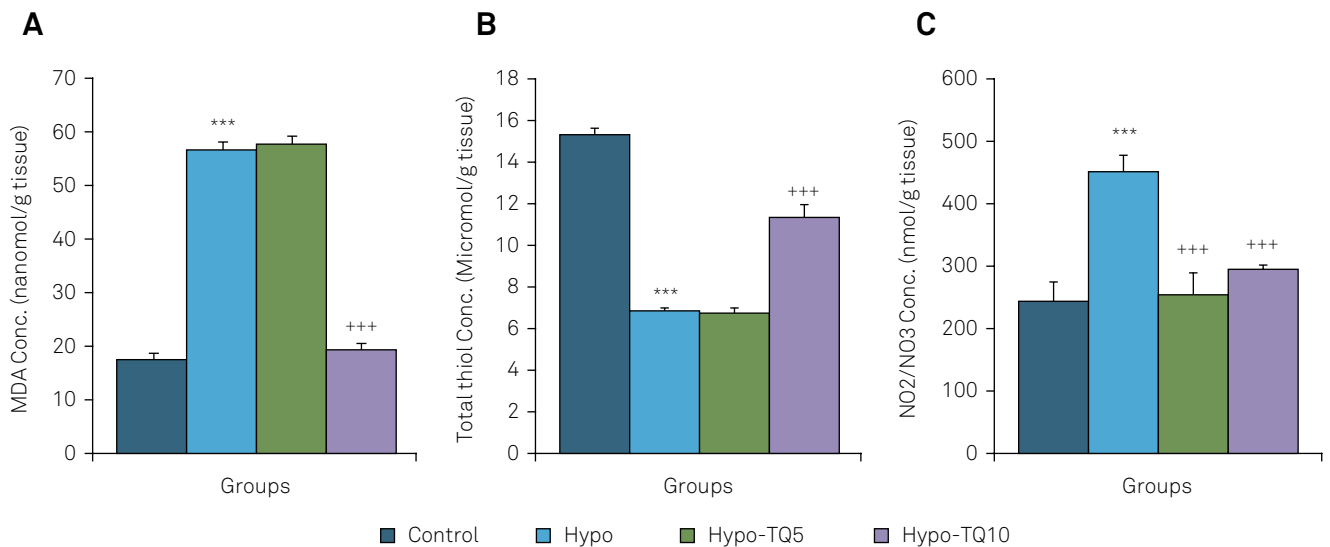 A
MDA Conc. (nanomol/g tissue)
70
60
50
40
30
20
10
0
***
+++
Groups
B
Total thiol Conc. (Micromol/g tissue)
18
16
14
12
10
8
6
4
2
0
***
+++
Groups
C
NO2/NO3 Conc. (nmol/g tissue)
600
500
400
300
200
100
0
***
+++
+++
Groups
Control
Hypo
Hypo-TQ5
Hypo-TQ10